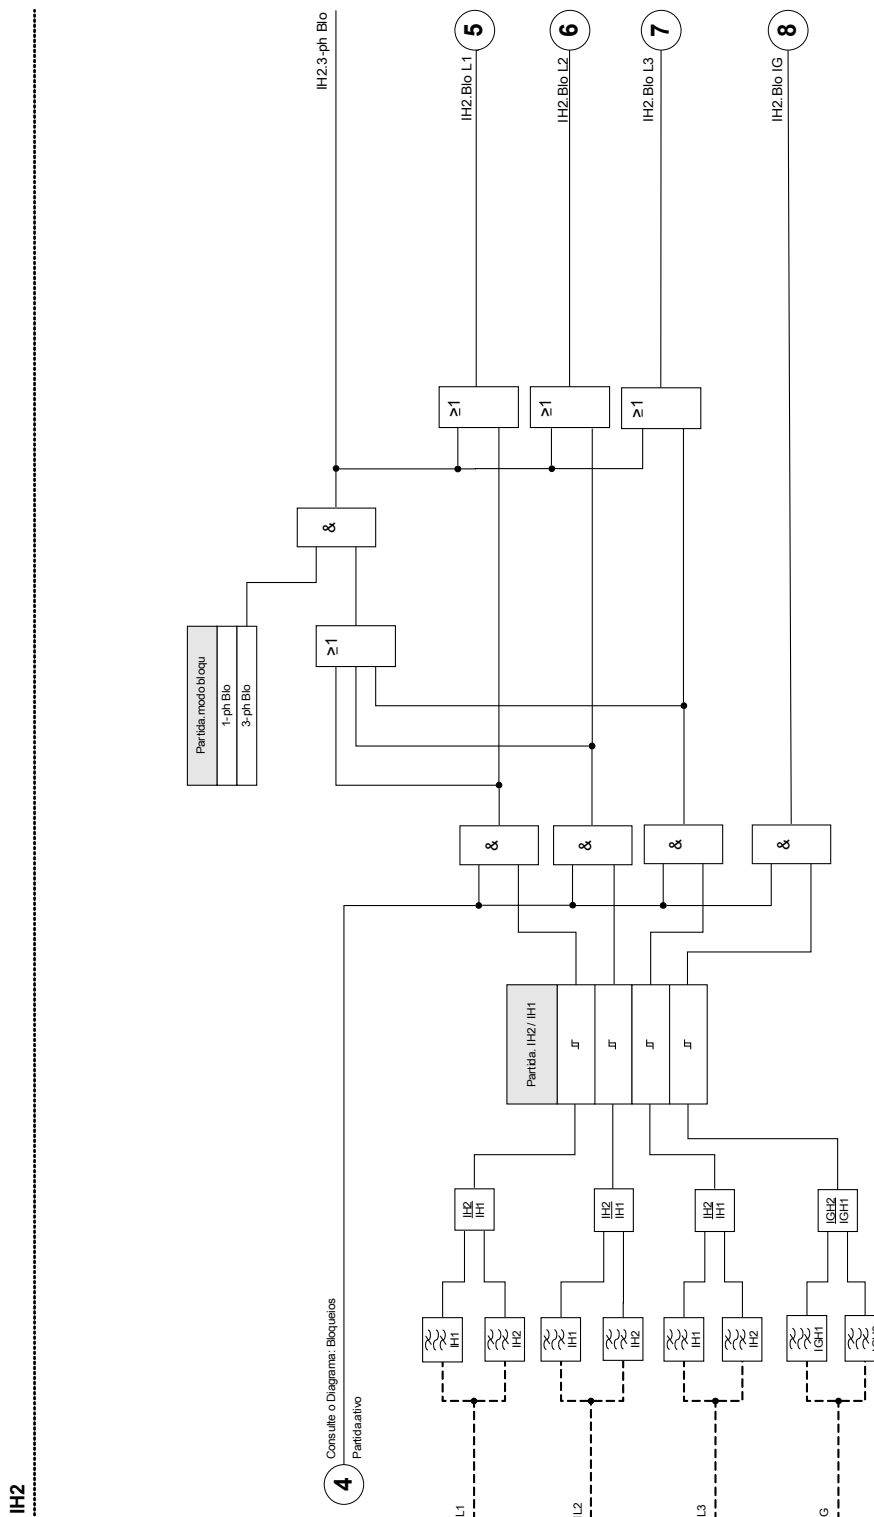 IH2
Partida.modo bloqu
1-ph Blo
3-ph Blo
&
≥1
IH2.3-ph Blo
4
Consulte o Diagrama: Bloqueios
Partida.ativo
L1
IH1
IH2
IH2
IH1
Partida. IH2 / IH1
&
≥1
IH2.Blo L1
5
IL2
IH1
IH2
IH2
IH1
&
≥1
IH2.Blo L2
6
L3
IH1
IH2
IH2
IH1
&
≥1
IH2.Blo L3
7
G
IGH1
IGH2
IGH1
&
IH2.Blo IG
8